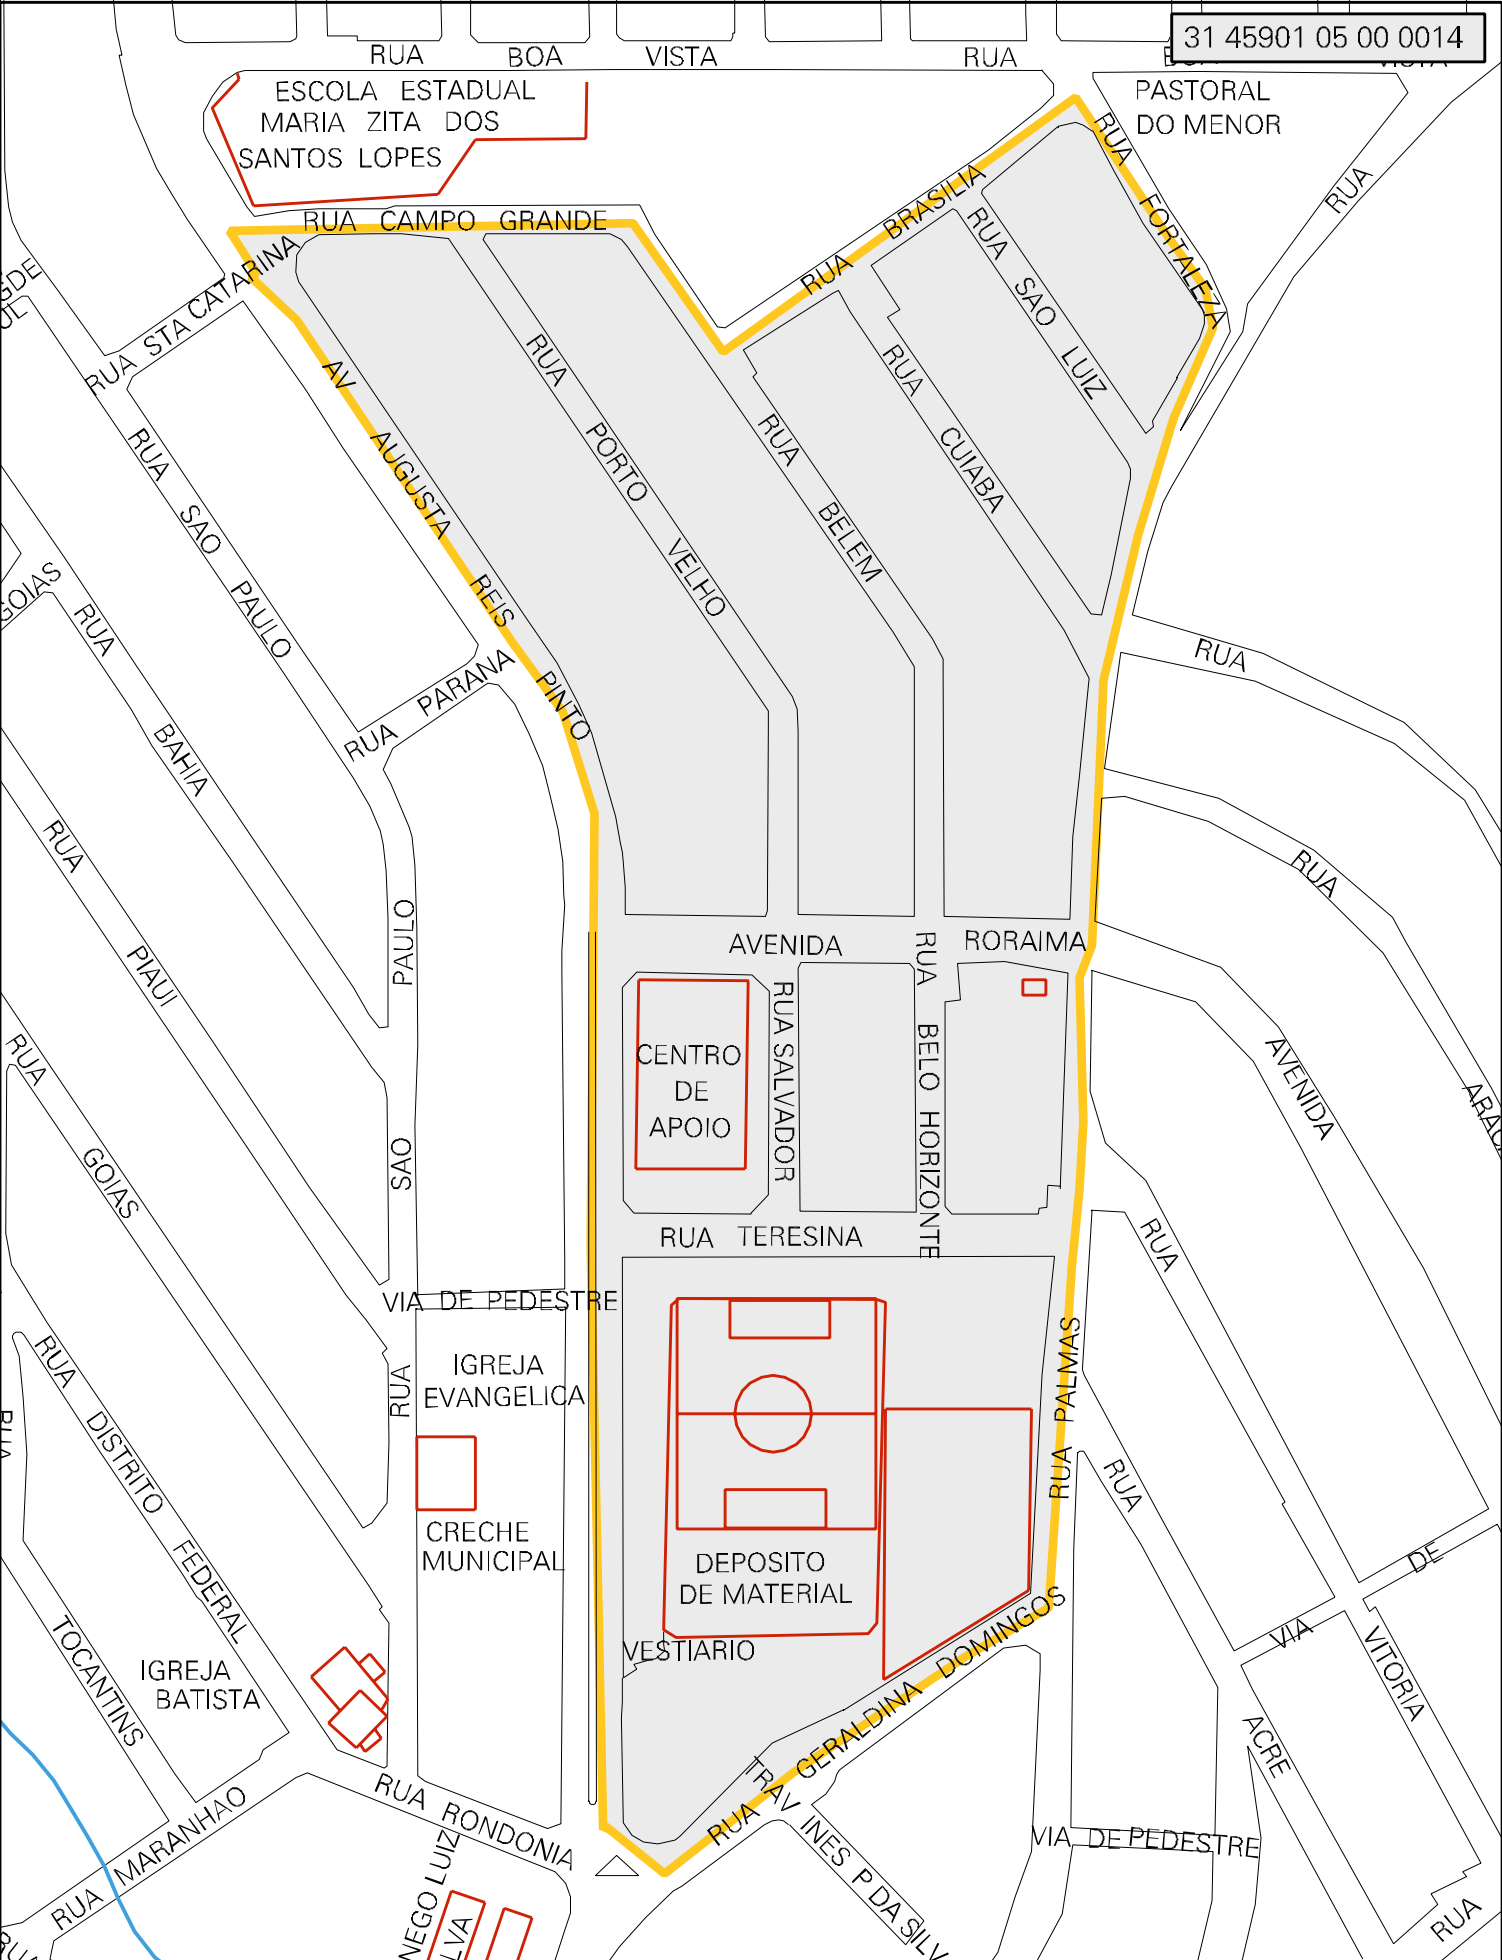 31 45901 05 00 0014
RUA BOA VISTA RUA
ESCOLA ESTADUAL
MARIA ZITA DOS
SANTOS LOPES
PASTORAL
DO MENOR
RUA CAMPO GRANDE
RUA BRASILIA
RUA FORTALEZA
RUA
RUA STA CATARINA
RUA SAO LUIZ
AV AUGUSTA REIS PINTO
RUA PORTO VELHO
RUA BELEM
RUA CUIABA
RUA SAO PAULO
GOIAS
RUA BAHIA
RUA PARANA
RUA
RUA PIAUI
RUA
RUA SAO PAULO
AVENIDA RORAIMA
RUA BELO HORIZONTE
RUA SALVADOR
CENTRO
DE
APOIO
RUA GOIAS
AVENIDA
RUA TERESINA
RUA
VIA DE PEDESTRE
IGREJA
EVANGELICA
RUA PALMAS
RUA DISTRITO FEDERAL
RUA
CRECHE
MUNICIPAL
DEPOSITO
DE MATERIAL
VESTIARIO
VIA DE
TOCANTINS
IGREJA
BATISTA
RUA GERALDINA DOMINGOS
VITORIA
ACRE
TRAV INES P DA SILV
RUA RONDONIA
RUA MARANHAO
VIA DE PEDESTRE
NEGO LUIZ
LVA
RUA